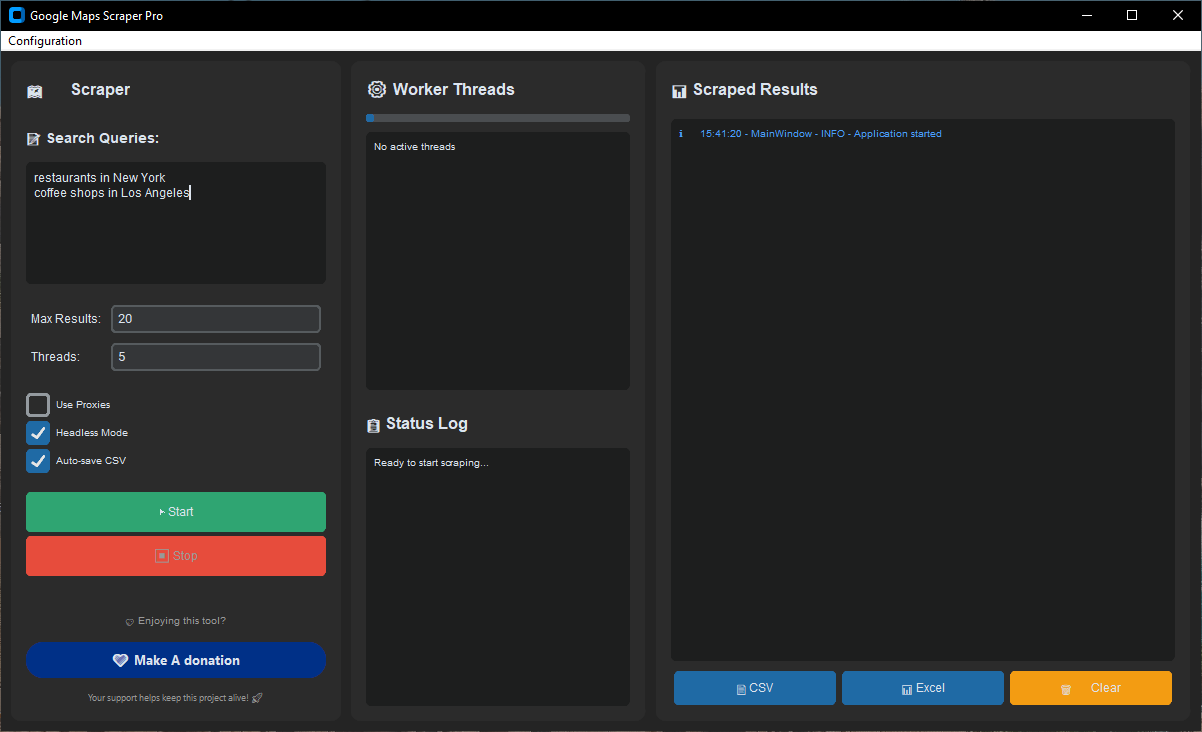 Google Maps Scraper Pro
Configuration
Scraper
Search Queries:
restaurants in New York
coffee shops in Los Angeles
Max Results: 20
Threads: 5
Use Proxies
Headless Mode
Auto-save CSV
Start
Stop
Enjoying this tool?
Make A donation
Your support helps keep this project alive!
Worker Threads
No active threads
Status Log
Ready to start scraping...
Scraped Results
15:41:20 - MainWindow - INFO - Application started
CSV
Excel
Clear